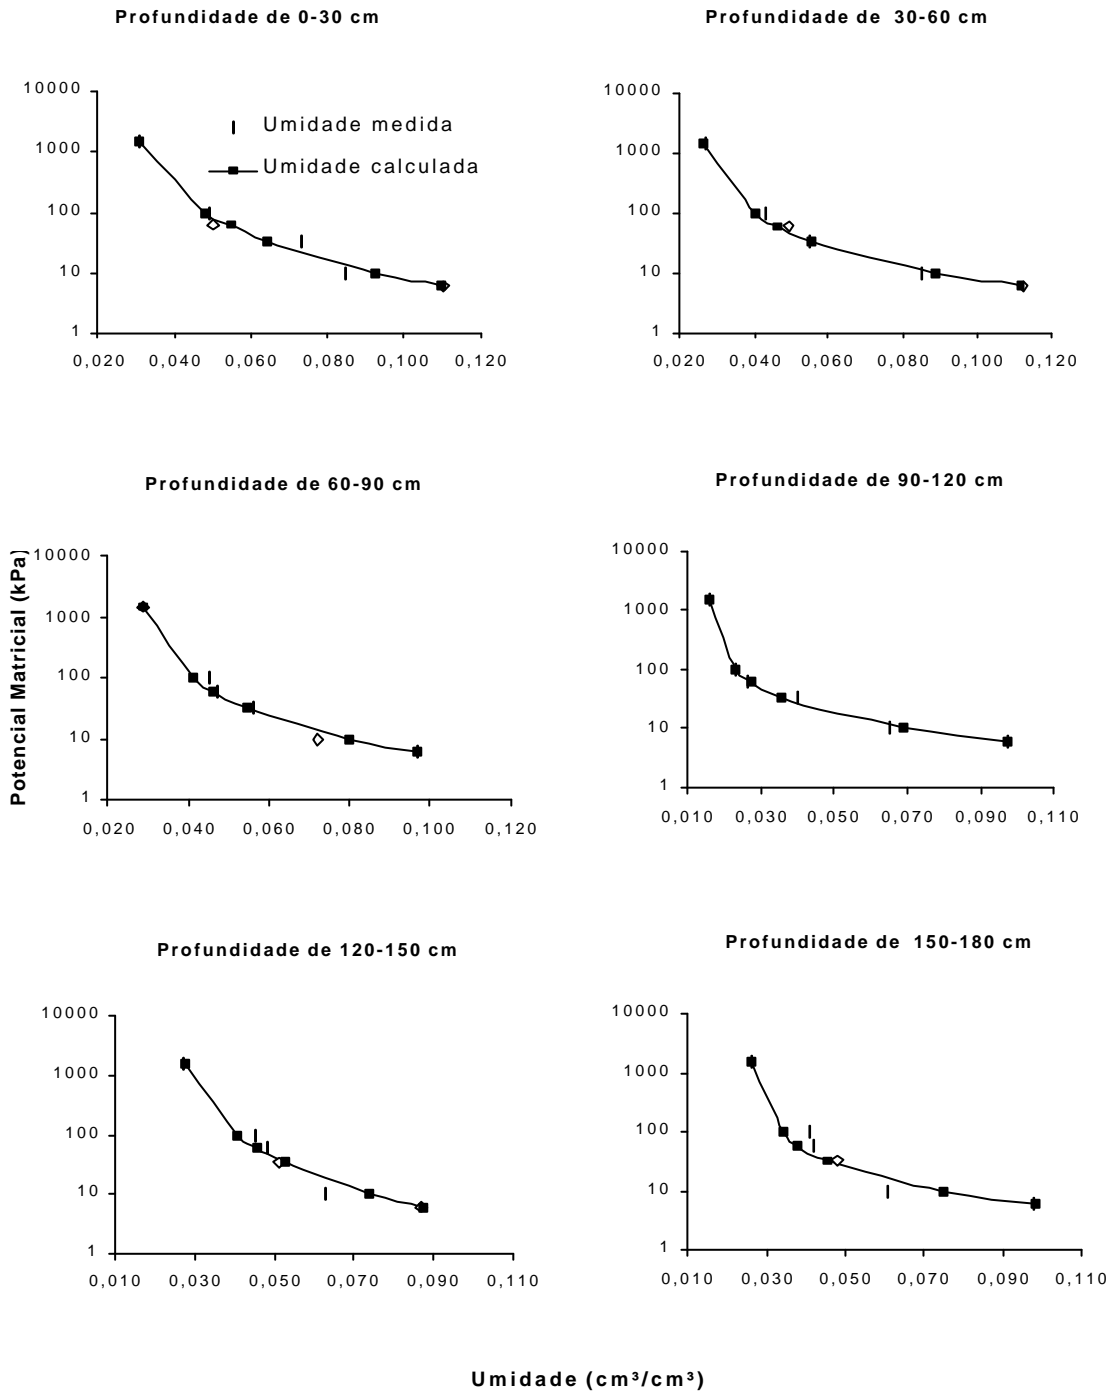 Profundidade de 0-30 cm
10000
1000
100
10
1
0,020 0,040 0,060 0,080 0,100 0,120
Umidade medida
Umidade calculada
Profundidade de 30-60 cm
10000
1000
100
10
1
0,020 0,040 0,060 0,080 0,100 0,120
Potencial Matricial (kPa)
Profundidade de 60-90 cm
10000
1000
100
10
1
0,020 0,040 0,060 0,080 0,100 0,120
Profundidade de 90-120 cm
10000
1000
100
10
1
0,010 0,030 0,050 0,070 0,090 0,110
Profundidade de 120-150 cm
10000
1000
100
10
1
0,010 0,030 0,050 0,070 0,090 0,110
Profundidade de 150-180 cm
10000
1000
100
10
1
0,010 0,030 0,050 0,070 0,090 0,110
Umidade (cm³/cm³)